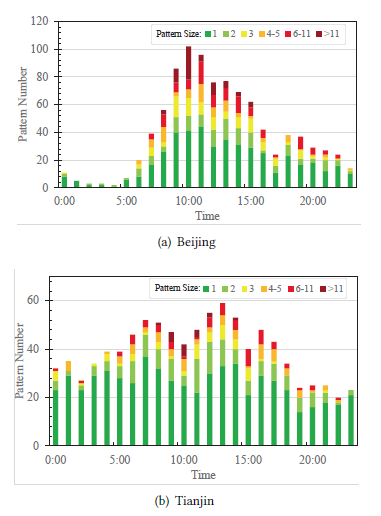 120
Pattern Size: 1 2 3 4-5 6-11 >11
100
80
60
40
20
0
Pattern Number
0:00 5:00 10:00 15:00 20:00
Time
(a) Beijing
Pattern Size: 1 2 3 4-5 6-11 >11
60
40
20
0
Pattern Number
0:00 5:00 10:00 15:00 20:00
Time
(b) Tianjin